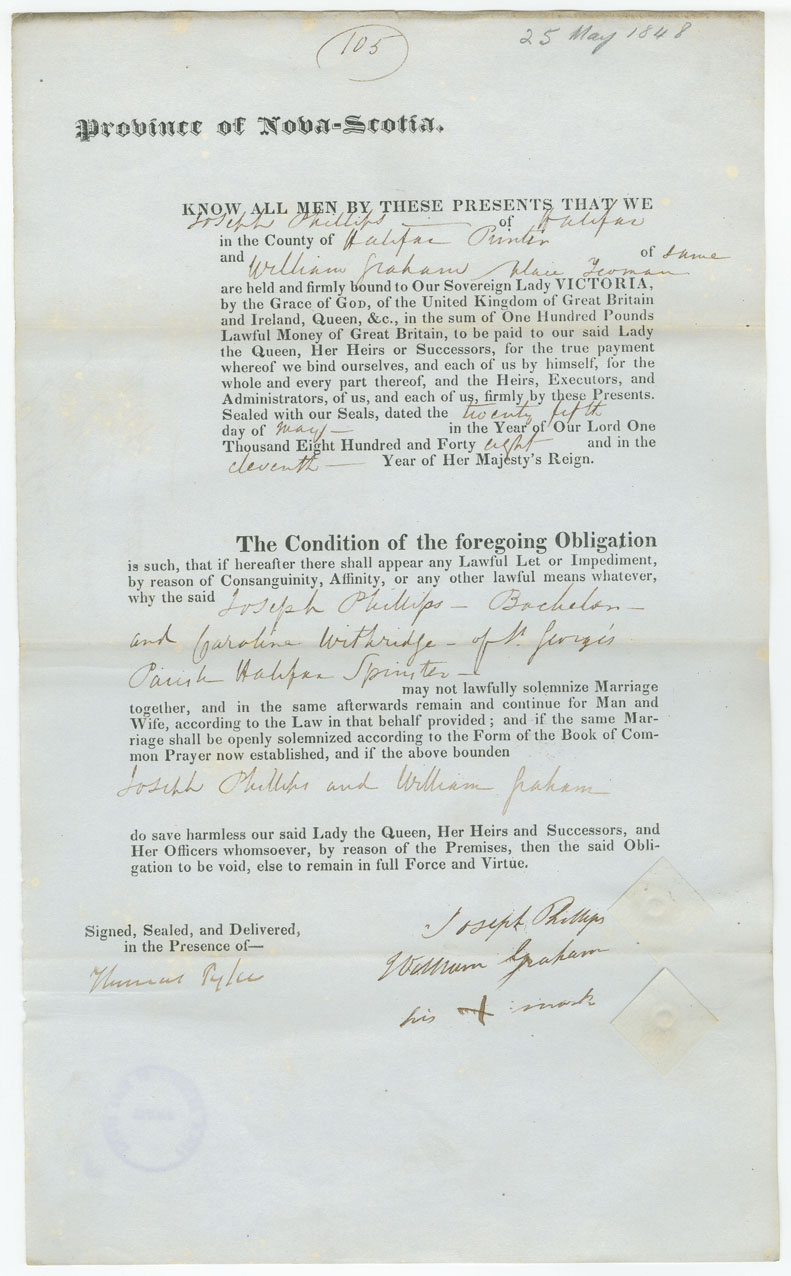 105
25 May 1848
Province of Nova-Scotia.
KNOW ALL MEN BY THESE PRESENTS THAT WE
Joseph Phillips — of Halifax
in the County of Halifax Printer
and William Graham of same
place Yeoman
are held and firmly bound to Our Sovereign Lady VICTORIA,
by the Grace of GOD, of the United Kingdom of Great Britain
and Ireland, Queen, &c., in the sum of One Hundred Pounds
Lawful Money of Great Britain, to be paid to our said Lady
the Queen, Her Heirs or Successors, for the true payment
whereof we bind ourselves, and each of us by himself, for the
whole and every part thereof, and the Heirs, Executors, and
Administrators, of us, and each of us, firmly by these Presents.
Sealed with our Seals, dated the twenty fifth
day of May — in the Year of Our Lord One
Thousand Eight Hundred and Forty eight and in the
eleventh — Year of Her Majesty's Reign.
The Condition of the foregoing Obligation
is such, that if hereafter there shall appear any Lawful Let or Impediment,
by reason of Consanguinity, Affinity, or any other lawful means whatever,
why the said Joseph Phillips — Bachelor —
and Caroline Withridge — of St. George's
Parish Halifax Spinster —
may not lawfully solemnize Marriage
together, and in the same afterwards remain and continue for Man and
Wife, according to the Law in that behalf provided; and if the same Mar-
riage shall be openly solemnized according to the Form of the Book of Com-
mon Prayer now established, and if the above bounden
Joseph Phillips and William Graham
do save harmless our said Lady the Queen, Her Heirs and Successors, and
Her Officers whomsoever, by reason of the Premises, then the said Obli-
gation to be void, else to remain in full Force and Virtue.
Signed, Sealed, and Delivered,
in the Presence of—
Joseph Phillips
William Graham
his + mark